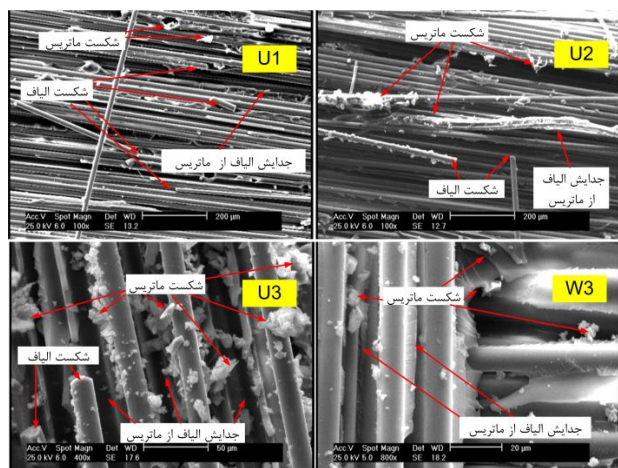 شکست ماتریس
U1
شکست الیاف
جدایش الیاف از ماتریس
Acc.V Spot Magn Det WD 200 µm
25.0 kV 6.0 100x SE 13.2
شکست ماتریس
U2
شکست الیاف
جدایش الیاف
از ماتریس
Acc.V Spot Magn Det WD 200 µm
25.0 kV 6.0 100x SE 12.7
شکست ماتریس
U3
شکست
الیاف
جدایش الیاف از ماتریس
Acc.V Spot Magn Det WD 50 µm
25.0 kV 6.0 400x SE 17.6
شکست ماتریس
W3
جدایش الیاف از ماتریس
Acc.V Spot Magn Det WD 20 µm
25.0 kV 6.0 800x SE 18.2